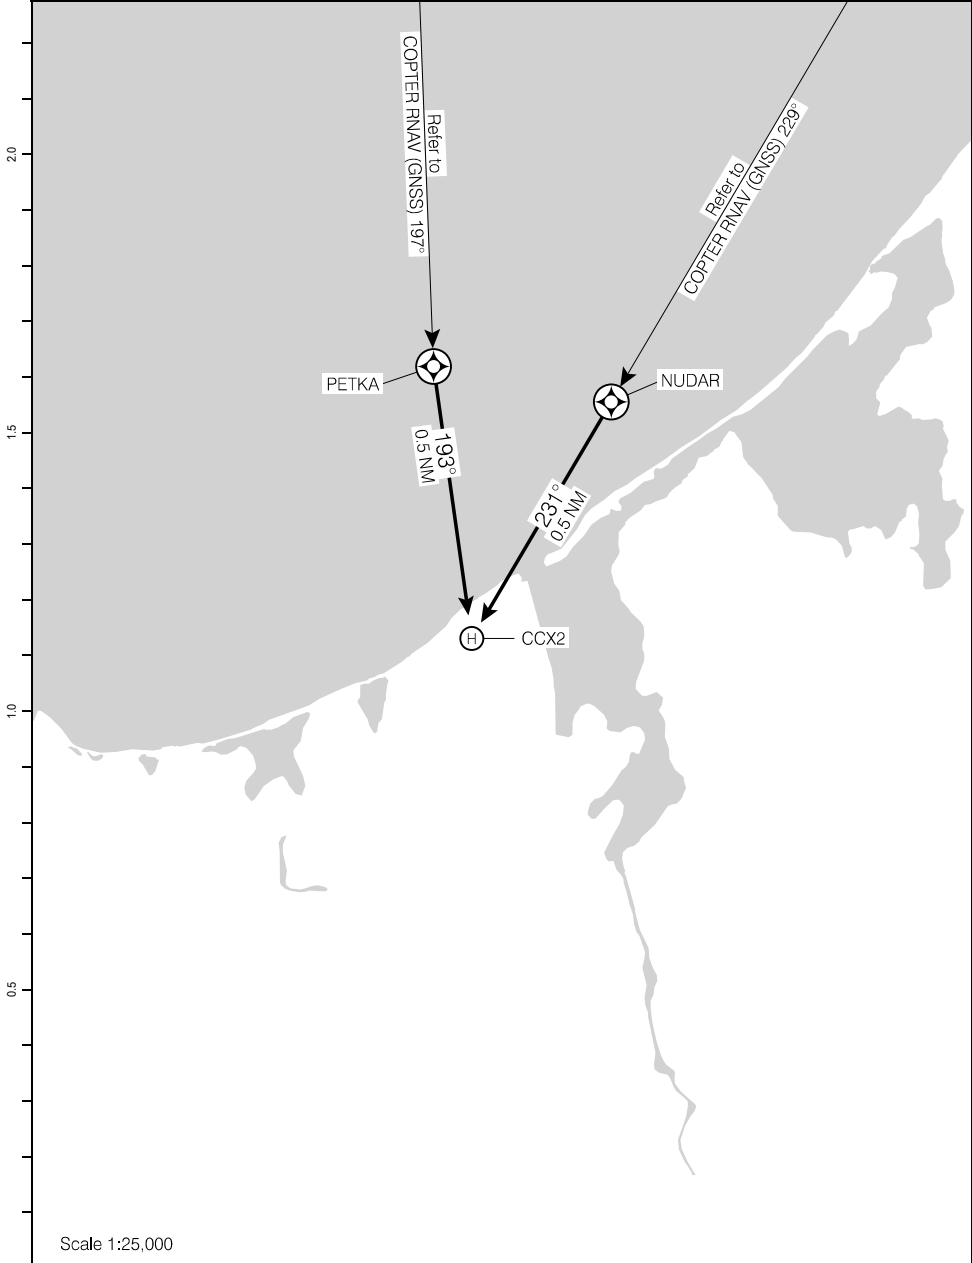 Refer to
COPTER RNAV (GNSS) 197°
Refer to
COPTER RNAV (GNSS) 229°
2.0
PETKA
NUDAR
193°
0.5 NM
1.5
231°
0.5 NM
H
CCX2
1.0
0.5
Scale 1:25,000